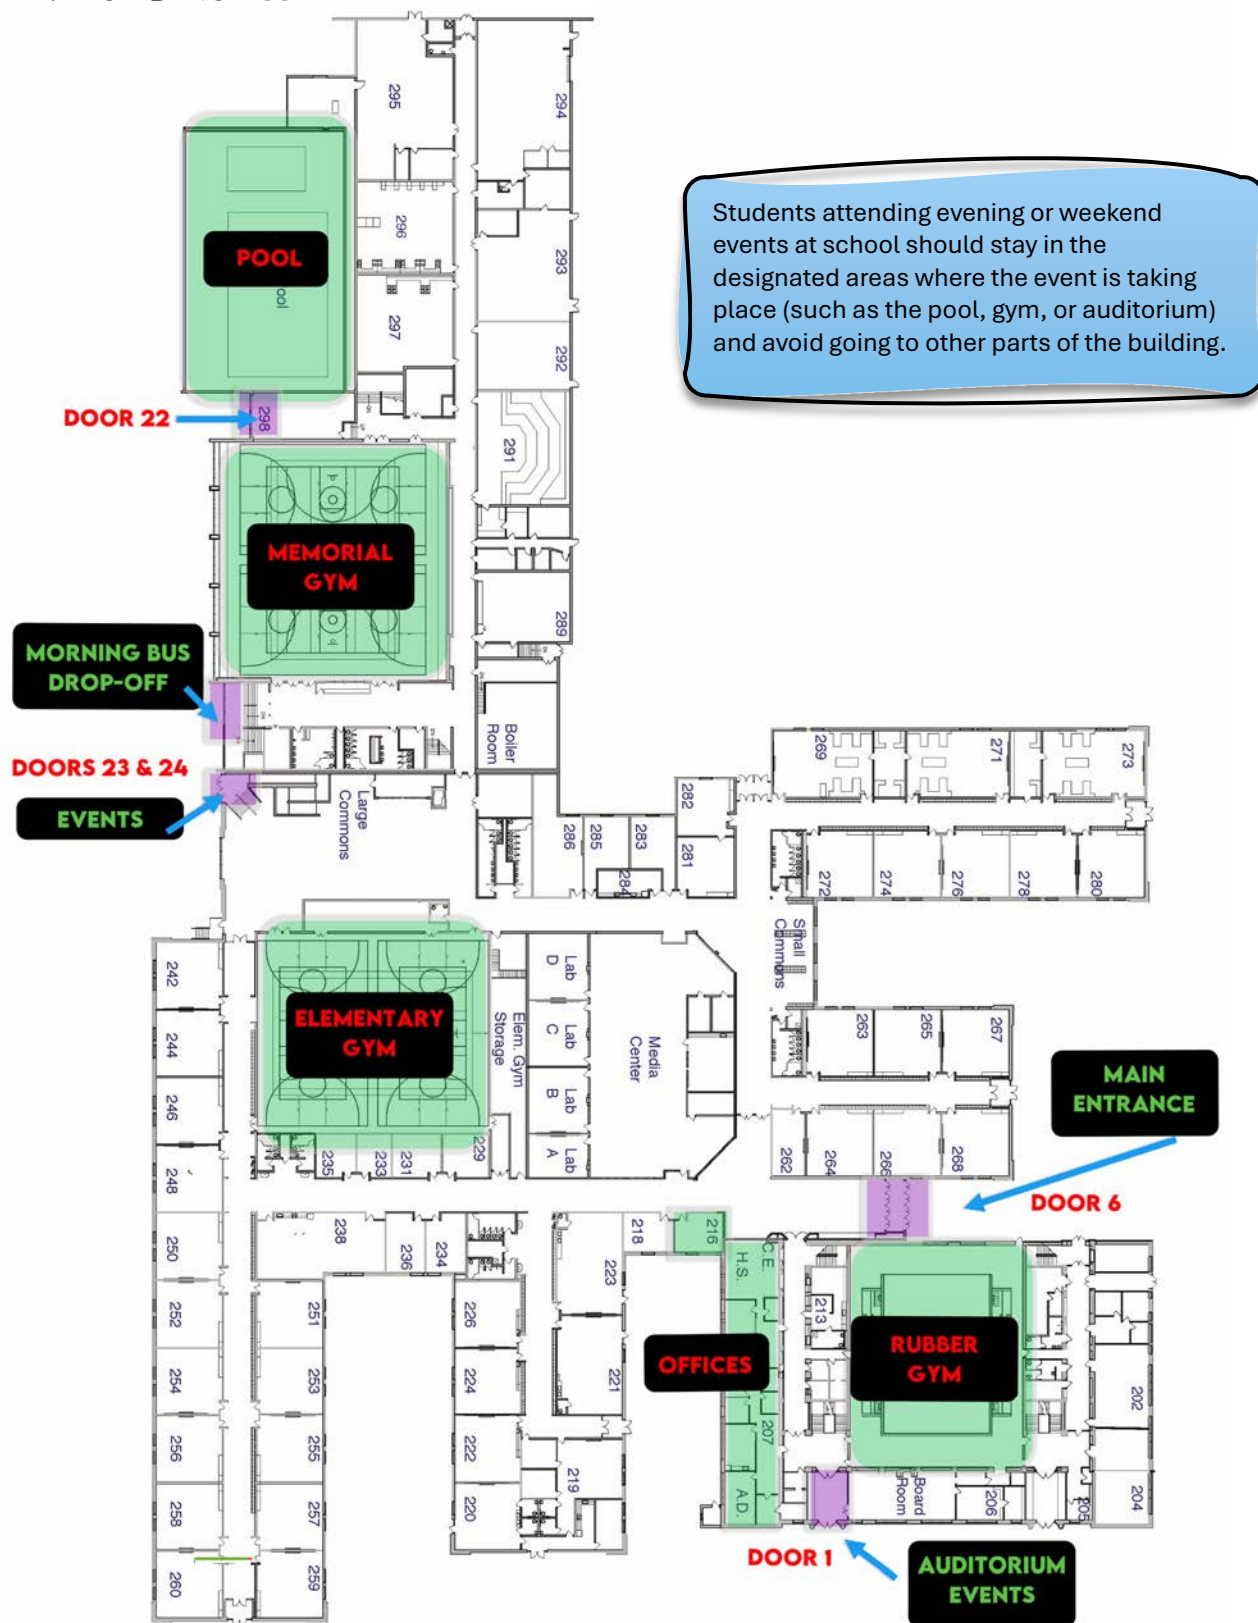 295
294
Students attending evening or weekend
events at school should stay in the
designated areas where the event is taking
place (such as the pool, gym, or auditorium)
and avoid going to other parts of the building.
POOL
ool
296
293
297
292
DOOR 22
298
291
MEMORIAL
GYM
289
MORNING BUS
DROP-OFF
Boiler
Room
DOORS 23 & 24
EVENTS
Large
Commons
269
271
273
282
286
285
283
284
281
272
274
276
278
280
Small
Commons
242
244
246
248
ELEMENTARY
GYM
Elem. Gym
Storage
Lab
D
Lab
C
Lab
B
Lab
A
Media
Center
263
265
267
MAIN
ENTRANCE
235
233
231
229
262
264
266
268
DOOR 6
250
238
236
234
218
216
223
H.S.
C.E.
213
252
251
226
OFFICES
RUBBER
GYM
254
253
224
221
202
256
255
222
219
207
258
257
220
A.D.
Board
Room
206
205
204
260
259
DOOR 1
AUDITORIUM
EVENTS